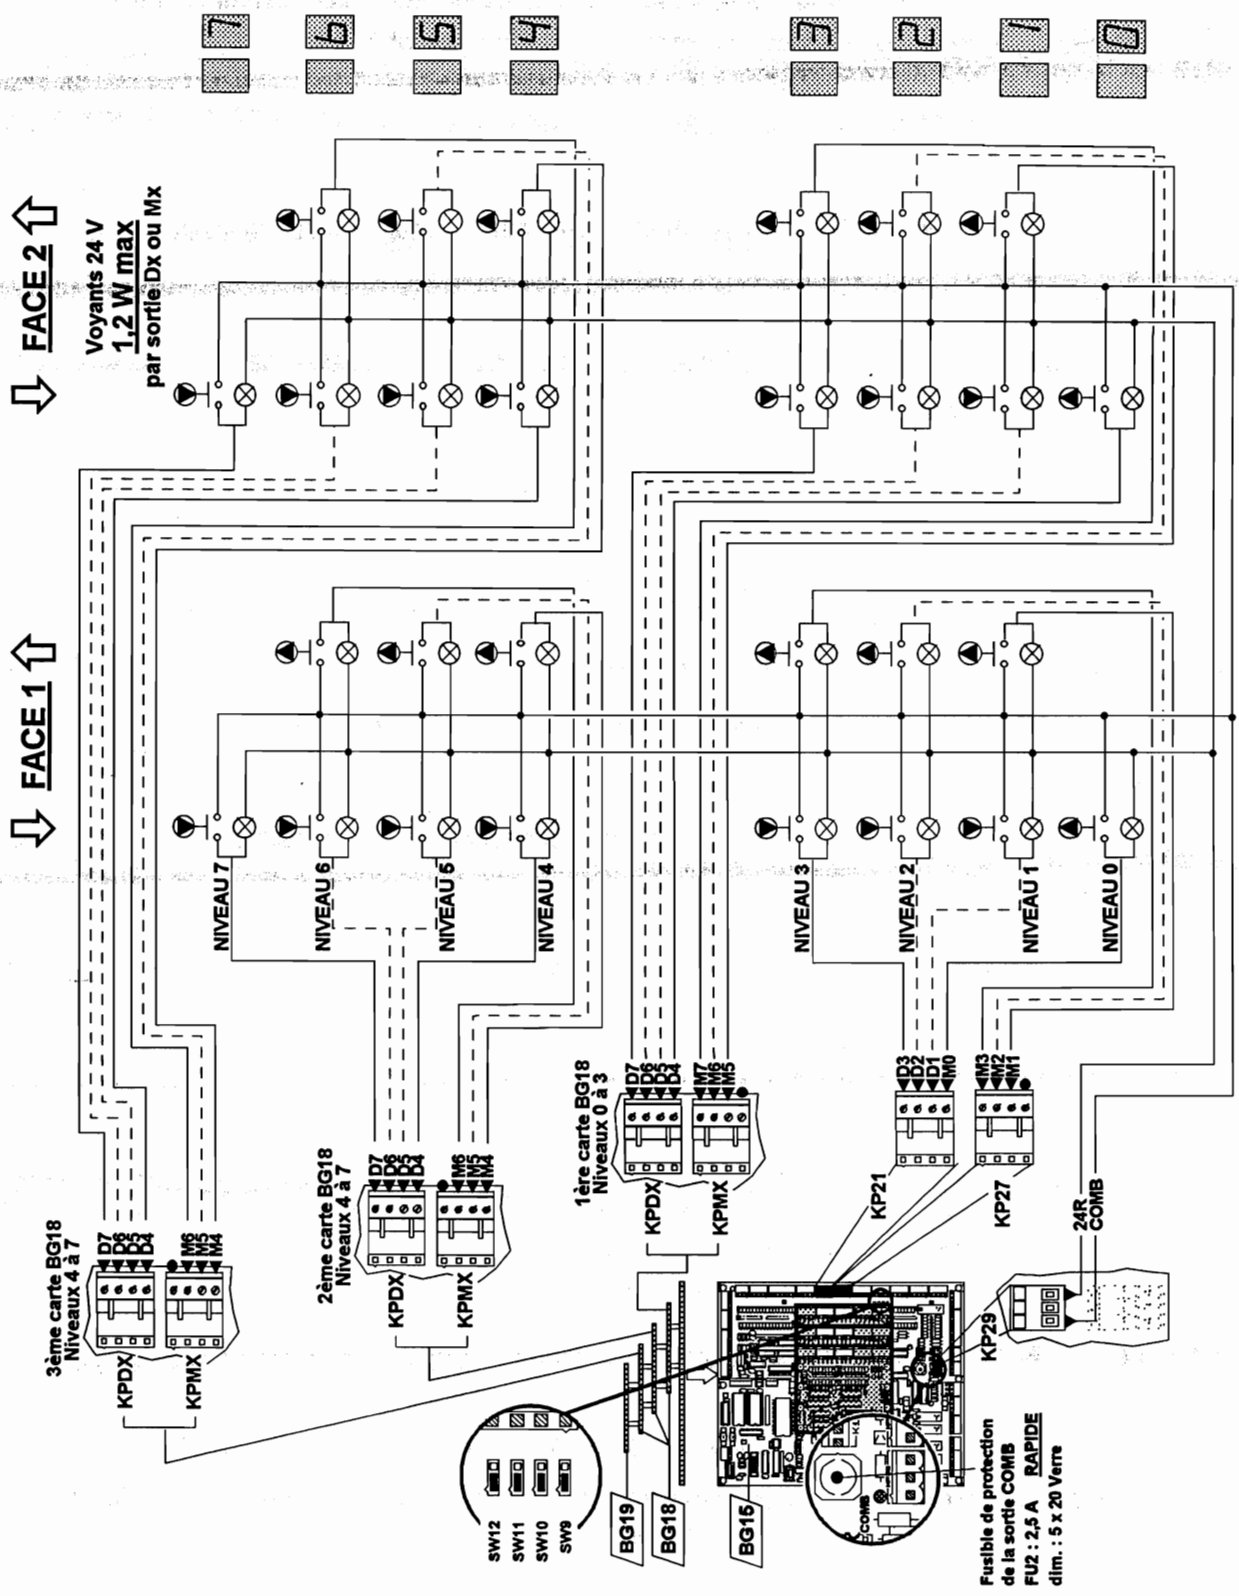 7
6
5
4
3
2
1
0
FACE 2
Voyants 24 V
1,2 W max
par sortie Dx ou Mx
FACE 1
NIVEAU 7
NIVEAU 6
NIVEAU 5
NIVEAU 4
NIVEAU 3
NIVEAU 2
NIVEAU 1
NIVEAU 0
3ème carte BG18
Niveaux 4 à 7
D7
D6
D5
D4
M6
M5
M4
KPDX
KPMX
2ème carte BG18
Niveaux 4 à 7
D7
D6
D5
D4
M6
M5
M4
KPDX
KPMX
1ère carte BG18
Niveaux 0 à 3
D7
D6
D5
D4
M7
M6
M5
KPDX
KPMX
D3
D2
D1
M0
M3
M2
M1
KP21
KP27
24R
COMB
KP29
SW12
SW11
SW10
SW9
BG19
BG18
BG15
COMB
Fusible de protection
de la sortie COMB
FU2 : 2,5 A RAPIDE
dim. : 5 x 20 Verre